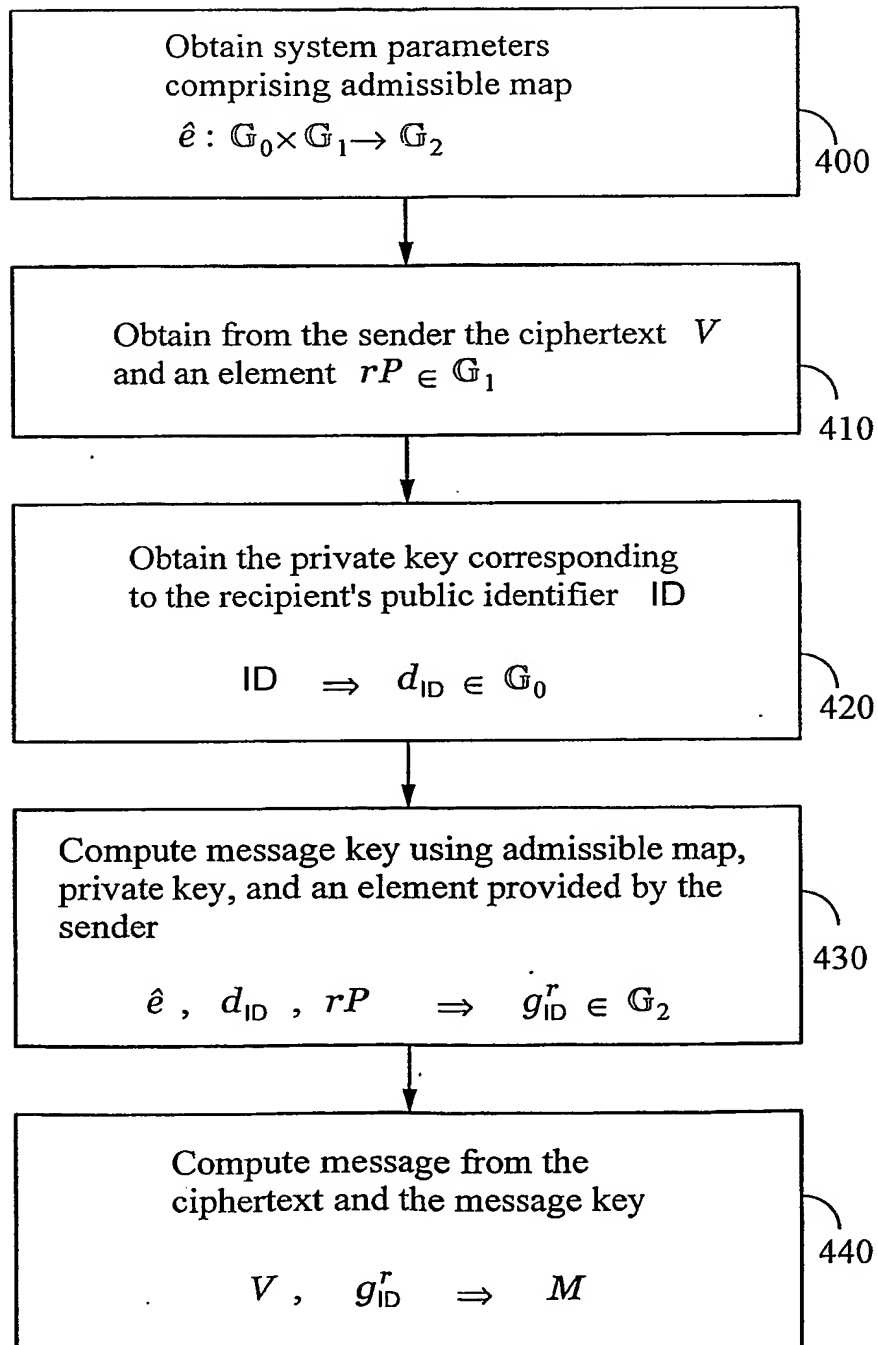 Obtain system parameters
comprising admissible map
ê : 𝔾₀×𝔾₁→ 𝔾₂
400
Obtain from the sender the ciphertext V
and an element rP ∈ 𝔾₁
410
Obtain the private key corresponding
to the recipient's public identifier ID
ID ⇒ d_ID ∈ 𝔾₀
420
Compute message key using admissible map,
private key, and an element provided by the
sender
ê , d_ID , rP ⇒ g_ID^r ∈ 𝔾₂
430
Compute message from the
ciphertext and the message key
V , g_ID^r ⇒ M
440